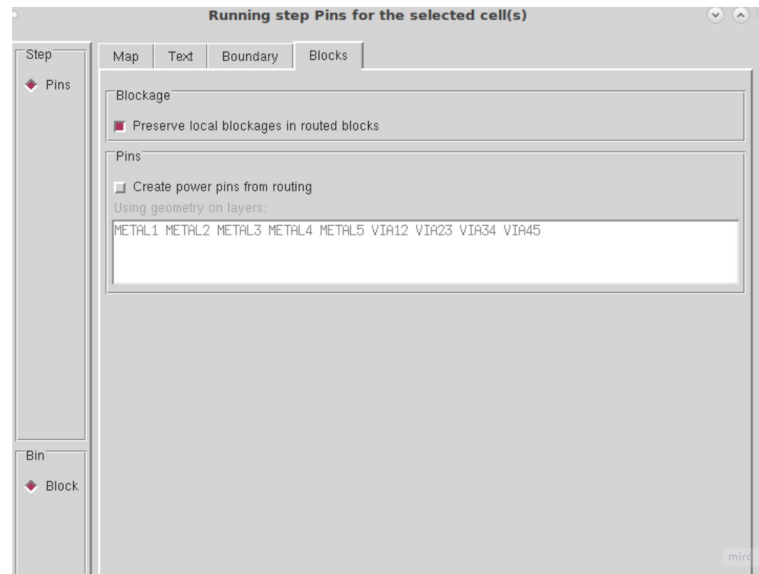 Running step Pins for the selected cell(s)
Step
Pins
Map Text Boundary Blocks
Blockage
Preserve local blockages in routed blocks
Pins
Create power pins from routing
Using geometry on layers:
METAL1 METAL2 METAL3 METAL4 METAL5 VIA12 VIA23 VIA34 VIA45
Bin
Block